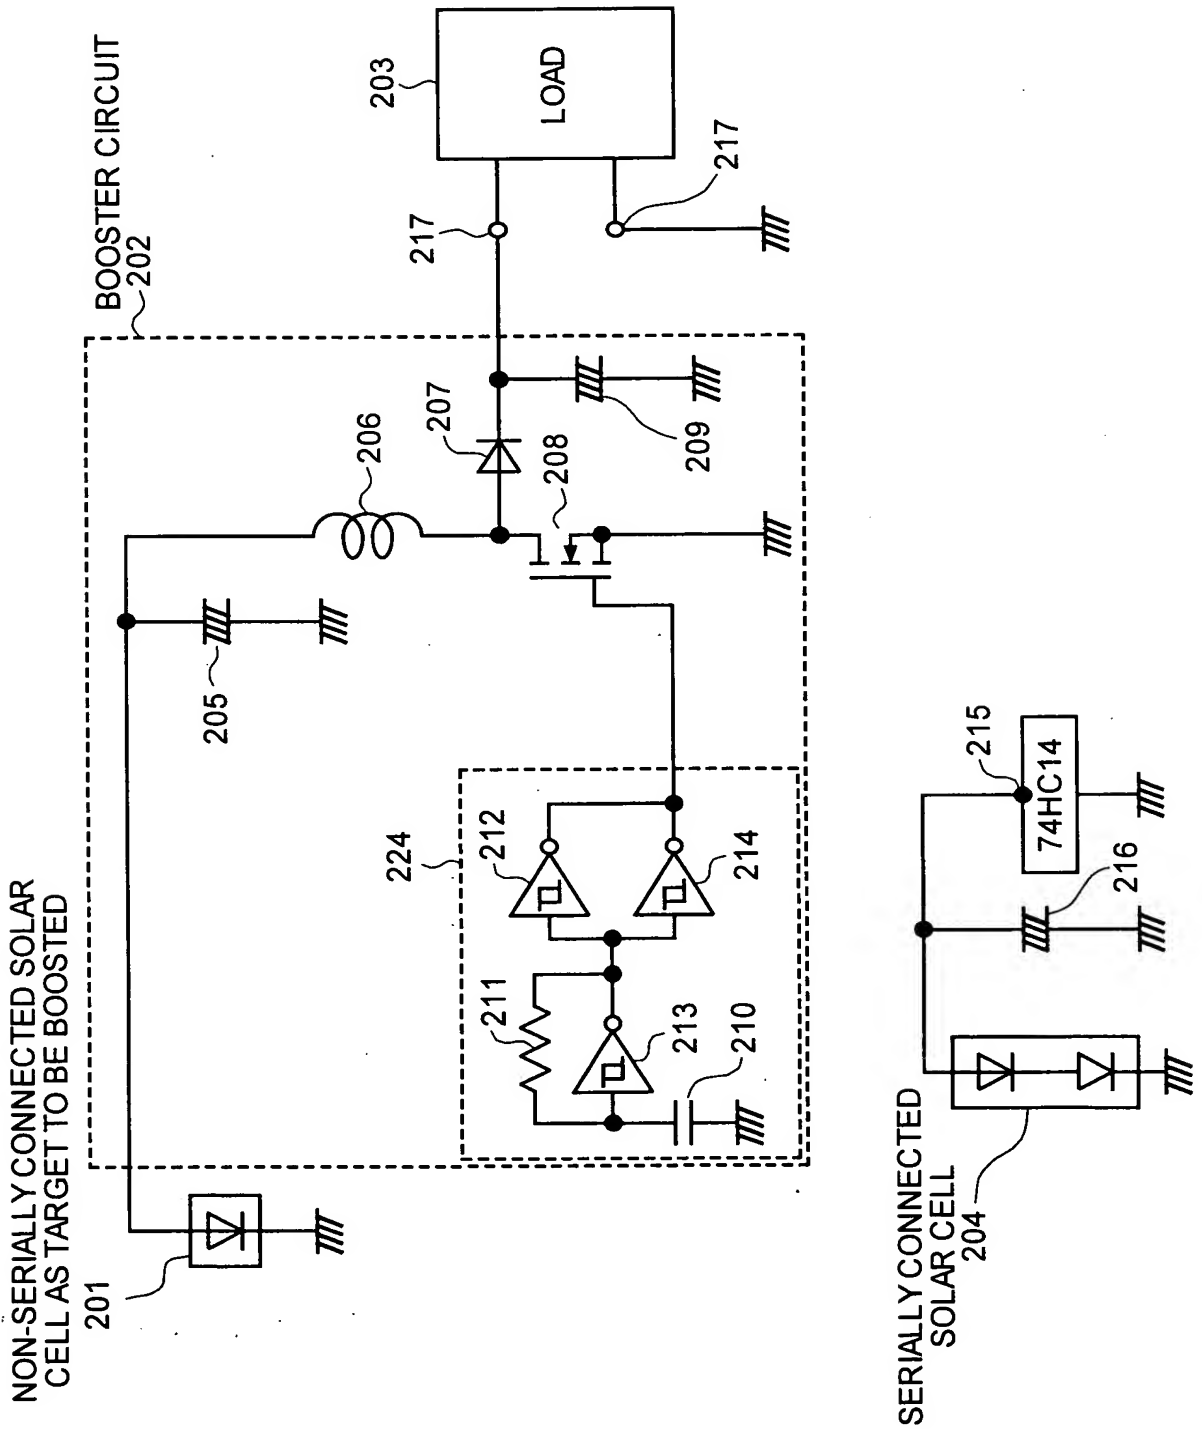 NON-SERIALLY CONNECTED SOLAR
CELL AS TARGET TO BE BOOSTED
201
BOOSTER CIRCUIT
202
205
206
207
208
209
217
203
LOAD
217
224
211
212
213
214
210
SERIALLY CONNECTED
SOLAR CELL
204
215
74HC14
216